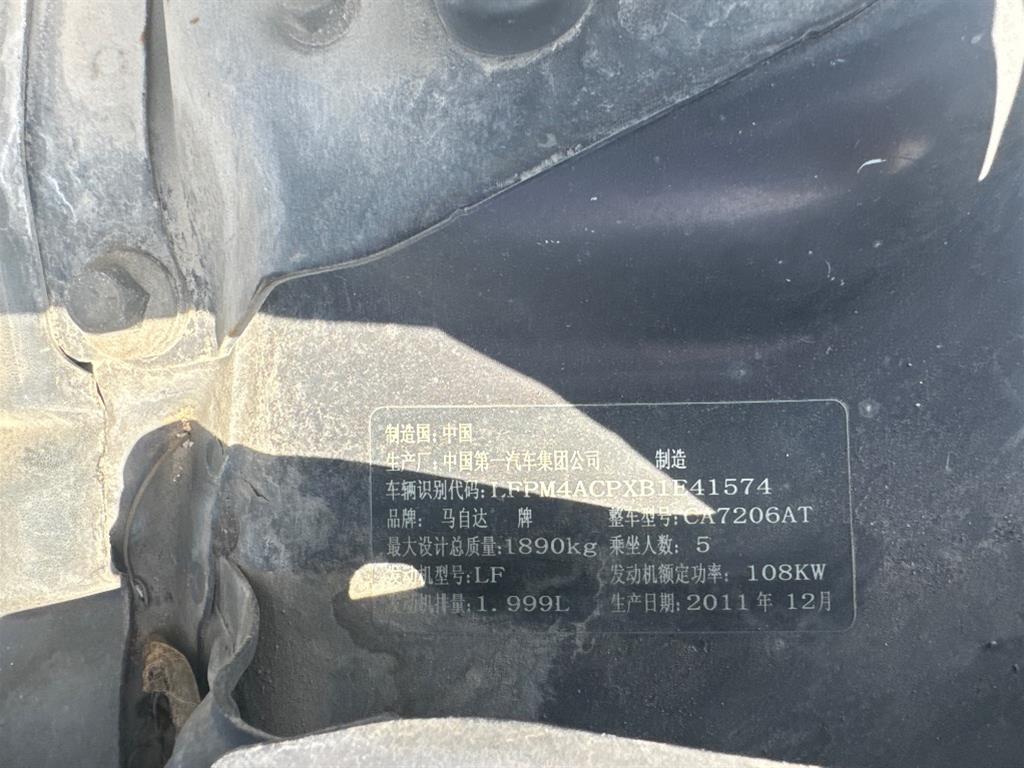 制造国:中国
生产厂:中国第一汽车集团公司 制造
车辆识别代码:LFPM4ACPXB1E41574
品牌: 马自达 牌 整车型号:CA7206AT
最大设计总质量:1890kg 乘坐人数: 5
发动机型号:LF 发动机额定功率: 108KW
发动机排量:1.999L 生产日期:2011年 12月